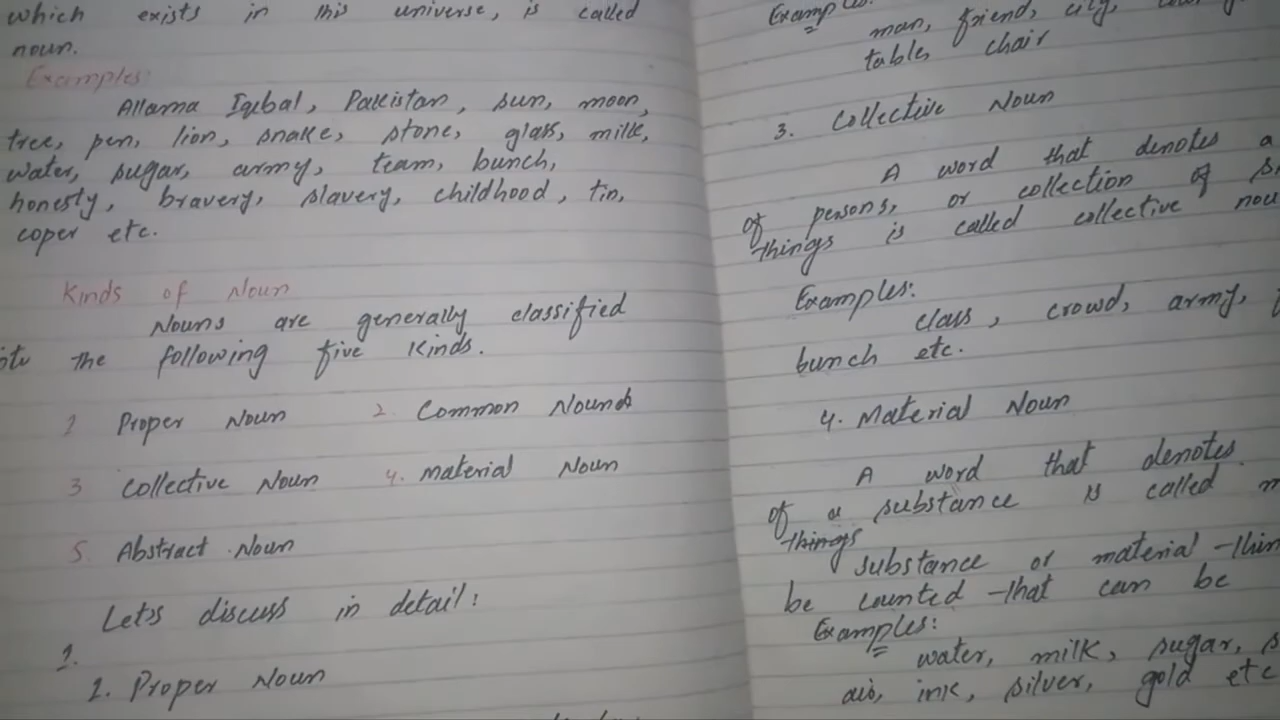 which exists in this universe, is called
noun.
Examples:
Allama Iqbal, Pakistan, sun, moon,
tree, pen, lion, snake, stone, glass, milk,
water, sugar, army, team, bunch,
honesty, bravery, slavery, childhood, tin,
coper etc.
Kinds of Noun
Nouns are generally classified
the following five kinds.
1 Proper Noun 2. Common Nouns
3 Collective Noun 4. Material Noun
5. Abstract Noun
Let's discuss in detail:
1.
1. Proper Noun
man, friend, city,
table, chair
3. Collective Noun
A word that denotes a
of persons, or collection of
things is called collective
Examples:
class, crowd, army,
bunch etc.
4. Material Noun
A word that denotes
of a substance is called
things
substance or material
be counted that can be
Examples:
water, milk, sugar,
air, ink, silver, gold etc